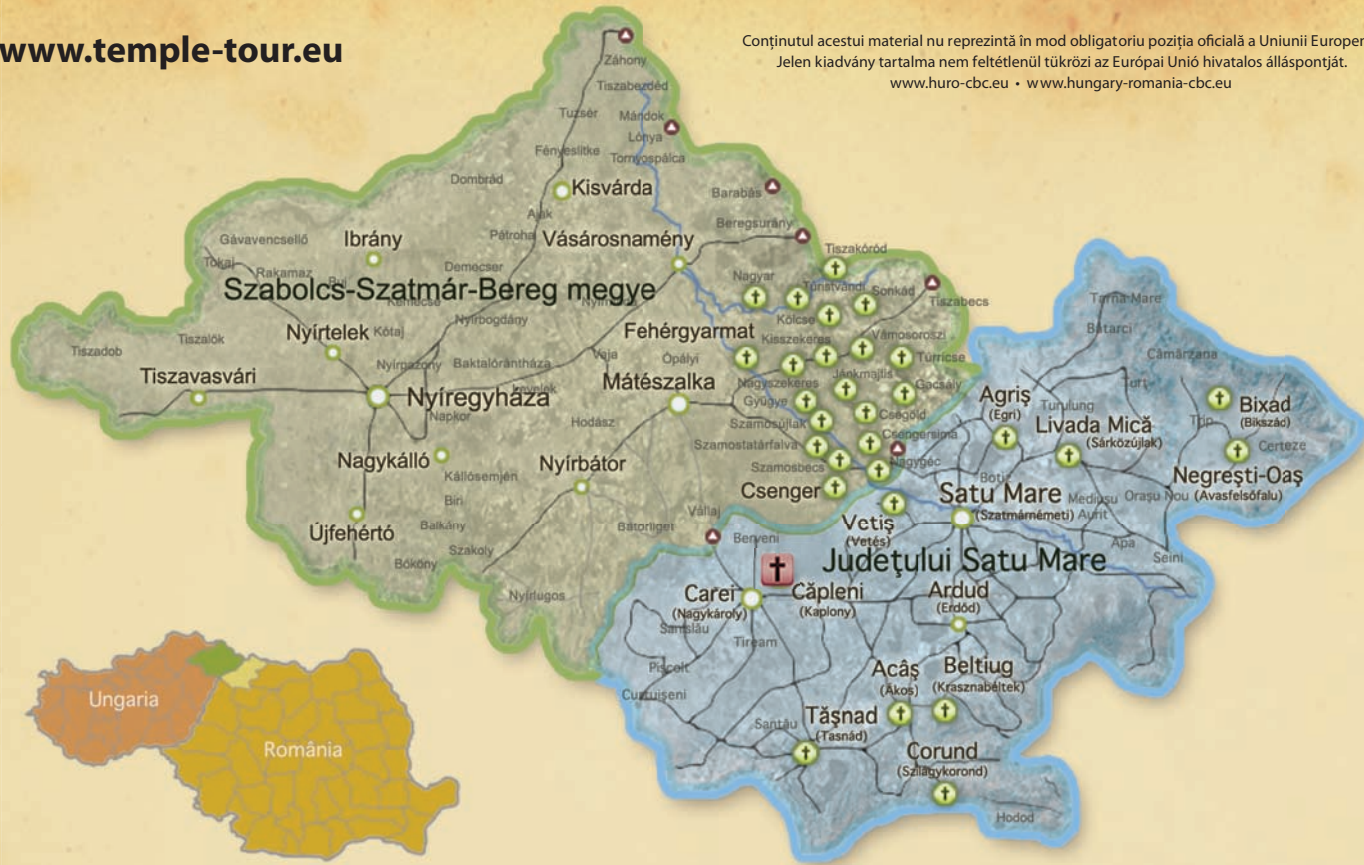 www.temple-tour.eu
Conținutul acestui material nu reprezintă în mod obligatoriu poziția oficială a Uniunii Europen
Jelen kiadvány tartalma nem feltétlenül tükrözi az Európai Unió hivatalos álláspontját.
www.huro-cbc.eu • www.hungary-romania-cbc.eu
Záhony
Tiszabezdéd
Tuzsér
Mándok
Lónya
Fényeslitke
Tornyospálca
Dombrád
Kisvárda
Barabás
Ajak
Beregsurány
Gávavencsellő
Ibrány
Pátroha
Vásárosnamény
Tiszakóród
Tokaj
Rakamaz
Buj
Demecser
Nagyar
Túristvándi
Sonkád
Tiszabecs
Szabolcs-Szatmár-Bereg megye
Kemecse
Nyírbogdány
Kölcse
Nyírtelek
Kótaj
Fehérgyarmat
Kisszekeres
Vámosoroszi
Tiszadob
Tiszalök
Nyírpazony
Baktalórántháza
Vaja
Ópályi
Túrricse
Tiszavasvári
Nyíregyháza
Levelek
Mátészalka
Nagyszekeres
Jánkmajtis
Gacsály
Napkor
Gyügye
Hodász
Szamosújlak
Csegöld
Nagykálló
Nyírbátor
Szamostatárfalva
Csengersima
Kállósemjén
Szamosbecs
Nagygéc
Biri
Csenger
Újfehértó
Balkány
Bátorliget
Vállaj
Szakoly
Bököny
Nyírlugos
Tarna Mare
Bătarci
Cămărzana
Turț
Agriș
(Egri)
Turulung
Livada Mică
(Sárközújlak)
Trip
Bixad
(Bikszád)
Certeze
Negrești-Oaș
(Avasfelsőfalu)
Botiz
Satu Mare
(Szatmárnémeti)
Medieșu
Aurit
Orașu Nou
Vetiș
(Vetés)
Apa
Seini
Berveni
Județului Satu Mare
Carei
(Nagykároly)
Căpleni
(Kaplony)
Ardud
(Erdőd)
Sanislău
Tiream
Pișcolt
Acâș
(Ákos)
Beltiug
(Krasznabéltek)
Santău
Tășnad
(Tasnád)
Corund
(Szilágykorond)
Hodod
Ungaria
România